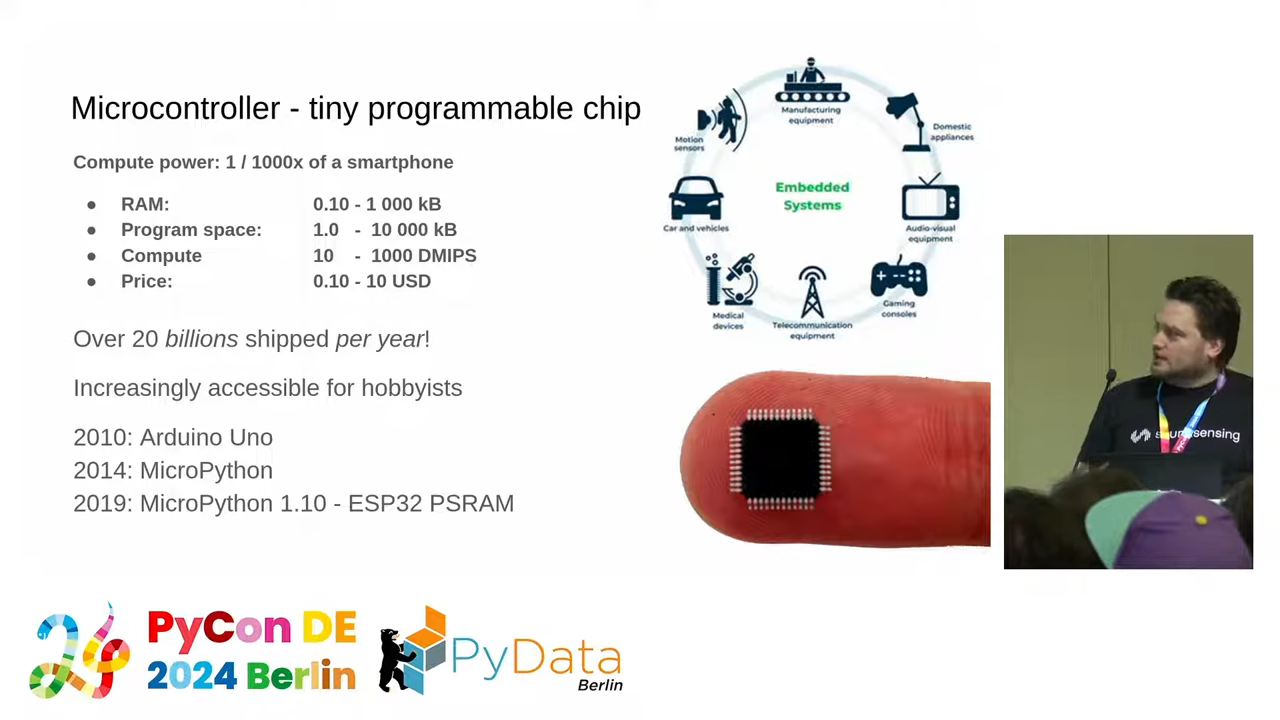 Microcontroller - tiny programmable chip
Compute power: 1 / 1000x of a smartphone
● RAM: 0.10 - 1 000 kB
● Program space: 1.0 - 10 000 kB
● Compute 10 - 1000 DMIPS
● Price: 0.10 - 10 USD
Over 20 billions shipped per year!
Increasingly accessible for hobbyists
2010: Arduino Uno
2014: MicroPython
2019: MicroPython 1.10 - ESP32 PSRAM
Manufacturing
equipment
Motion
sensors
Domestic
appliances
Embedded
Systems
Car and vehicles
Audio-visual
equipment
Medical
devices
Telecommunication
equipment
Gaming
consoles
soundsensing
PyCon DE
2024 Berlin
PyData
Berlin